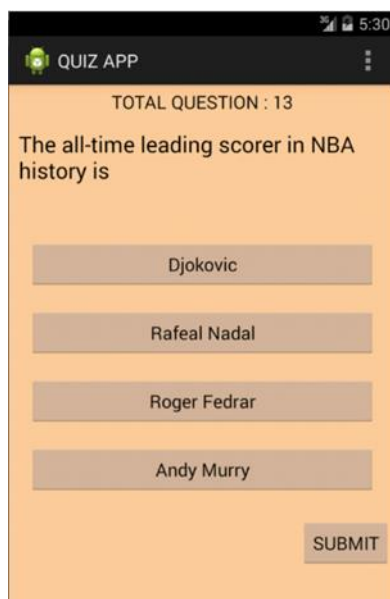 3G 5:30
QUIZ APP
TOTAL QUESTION : 13
The all-time leading scorer in NBA
history is
Djokovic
Rafeal Nadal
Roger Fedrar
Andy Murry
SUBMIT